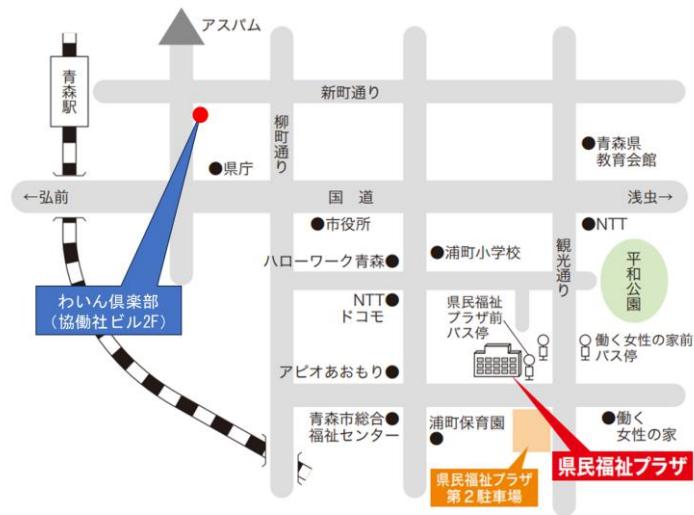 アスパム
青森駅
新町通り
柳町通り
●県庁
●青森県
教育会館
←弘前
国道
浅虫→
●市役所
●NTT
ハローワーク青森●
●浦町小学校
観光通り
平和公園
わいん倶楽部
(協働社ビル2F)
NTT●
ドコモ
県民福祉
プラザ前
バス停
働く女性の家前
バス停
アピオあおもり●
青森市総合●
福祉センター
浦町保育園
●
●働く
女性の家
県民福祉プラザ
県民福祉プラザ
第2駐車場